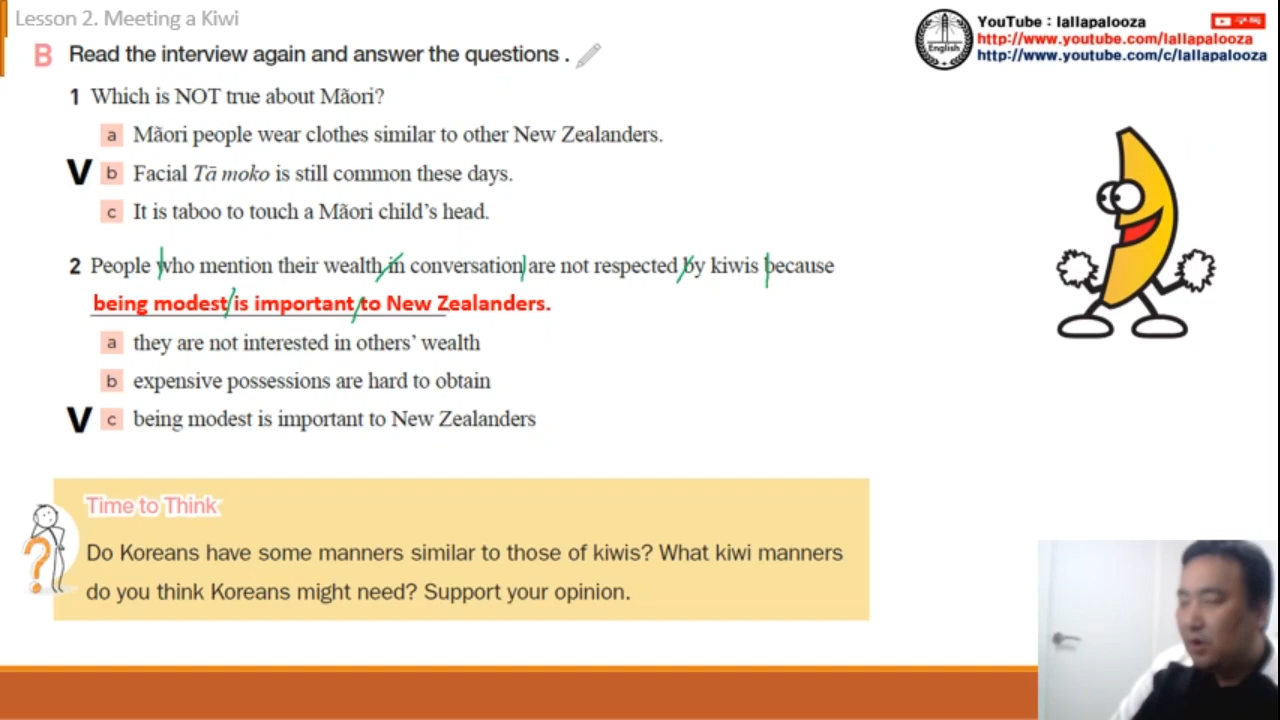 Lesson 2. Meeting a Kiwi
YouTube : lallapalooza
http://www.youtube.com/lallapalooza
http://www.youtube.com/c/lallapalooza
English
B Read the interview again and answer the questions .
1 Which is NOT true about Mãori?
a Mãori people wear clothes similar to other New Zealanders.
V b Facial Tā moko is still common these days.
c It is taboo to touch a Mãori child's head.
2 People who mention their wealth in conversation are not respected by kiwis because
being modest is important to New Zealanders.
a they are not interested in others' wealth
b expensive possessions are hard to obtain
V c being modest is important to New Zealanders
Time to Think
?
Do Koreans have some manners similar to those of kiwis? What kiwi manners
do you think Koreans might need? Support your opinion.